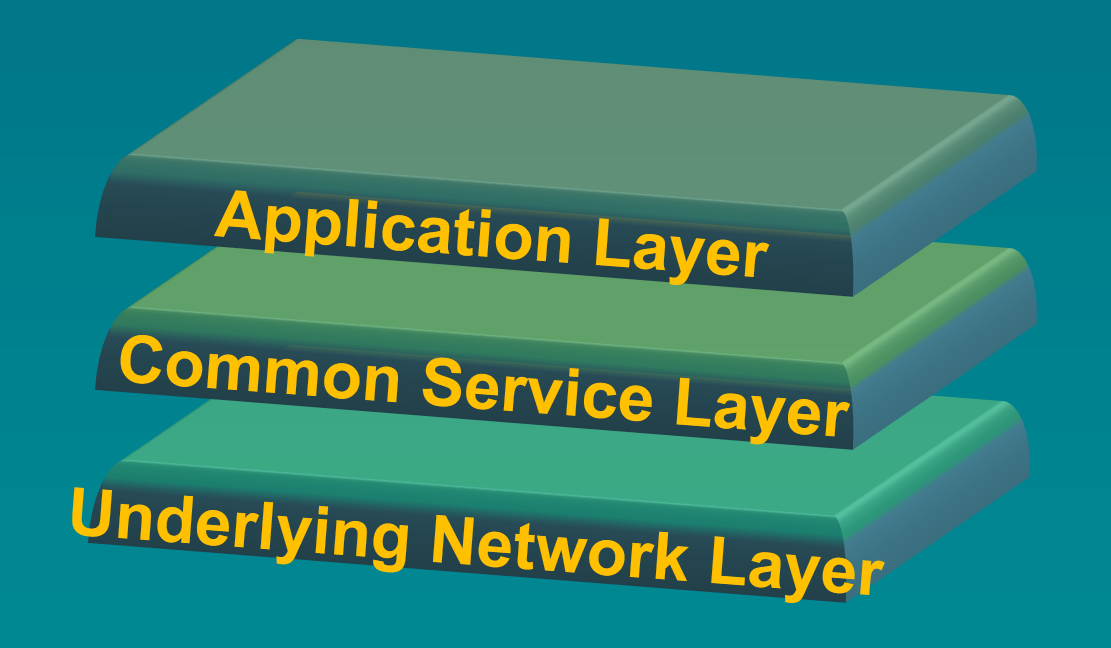 Application Layer
Common Service Layer
Underlying Network Layer